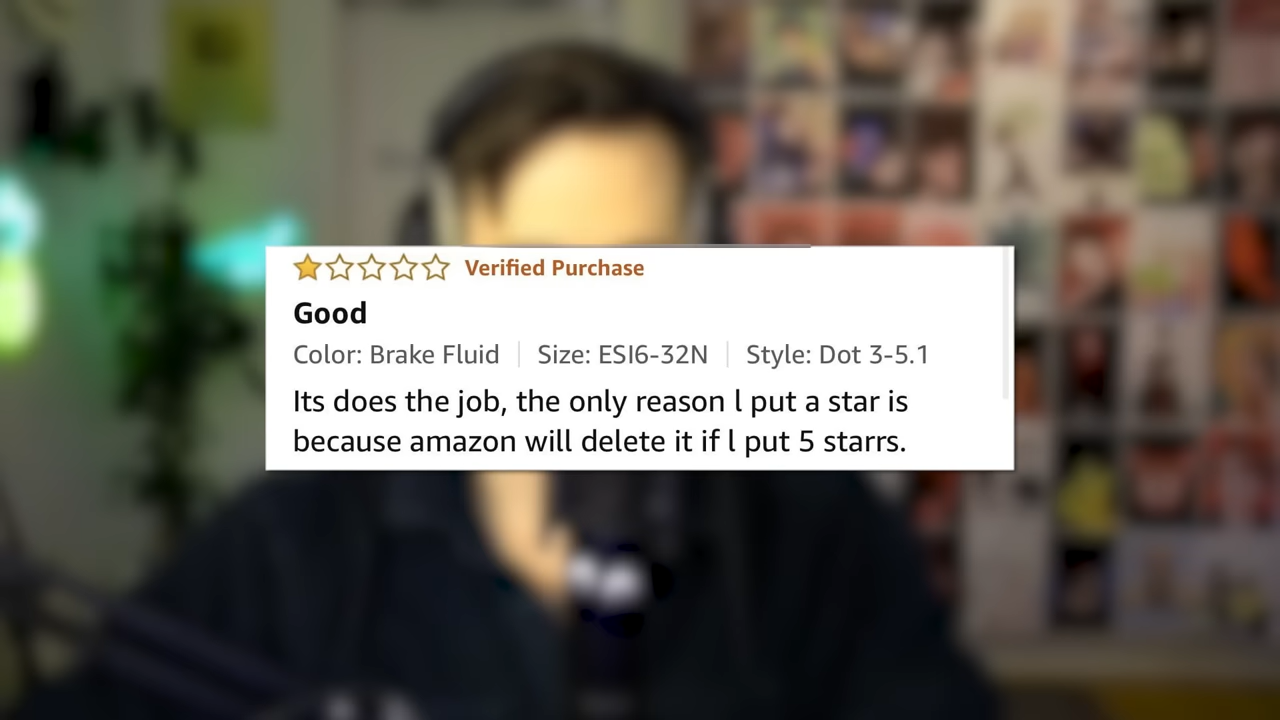 Verified Purchase
Good
Color: Brake Fluid | Size: ESI6-32N | Style: Dot 3-5.1
Its does the job, the only reason l put a star is
because amazon will delete it if l put 5 starrs.